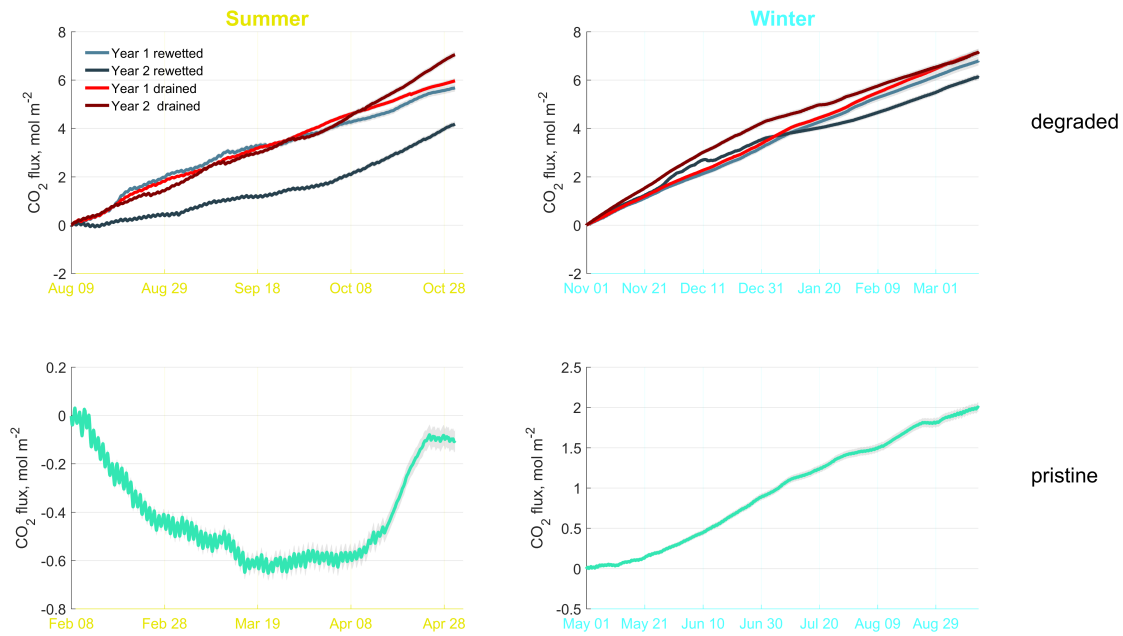 Summer
Winter
8
6
4
2
0
-2
CO2 flux, mol m-2
Year 1 rewetted
Year 2 rewetted
Year 1 drained
Year 2 drained
Aug 09 Aug 29 Sep 18 Oct 08 Oct 28
8
6
4
2
0
-2
CO2 flux, mol m-2
Nov 01 Nov 21 Dec 11 Dec 31 Jan 20 Feb 09 Mar 01
degraded
0.2
0
-0.2
-0.4
-0.6
-0.8
CO2 flux, mol m-2
Feb 08 Feb 28 Mar 19 Apr 08 Apr 28
2.5
2
1.5
1
0.5
0
-0.5
CO2 flux, mol m-2
May 01 May 21 Jun 10 Jun 30 Jul 20 Aug 09 Aug 29
pristine